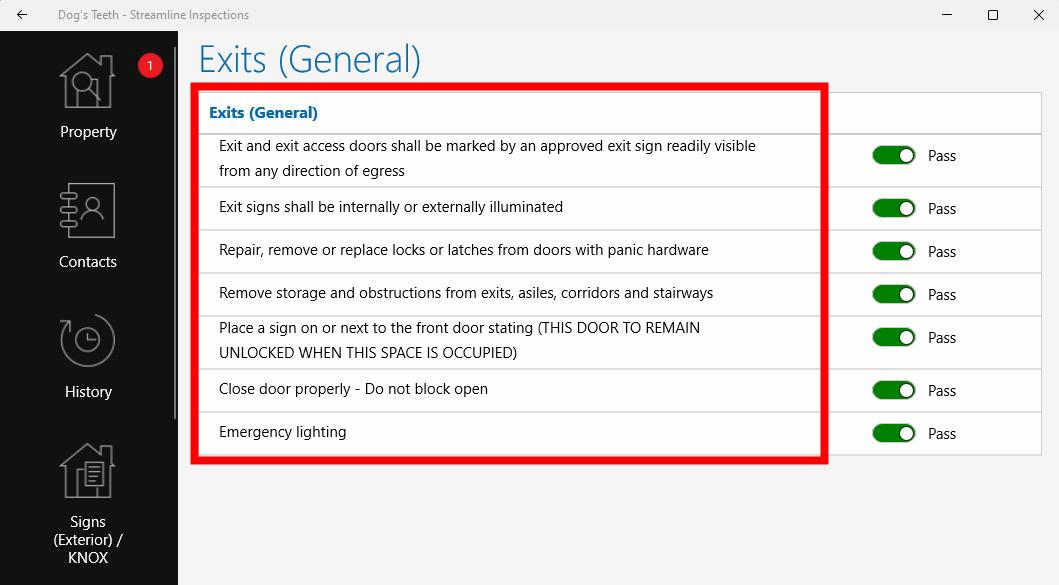 Dog's Teeth - Streamline Inspections
1
Property
Contacts
History
Signs
(Exterior) /
KNOX
Exits (General)
Exits (General)
Exit and exit access doors shall be marked by an approved exit sign readily visible
from any direction of egress
Pass
Exit signs shall be internally or externally illuminated
Pass
Repair, remove or replace locks or latches from doors with panic hardware
Pass
Remove storage and obstructions from exits, asiles, corridors and stairways
Pass
Place a sign on or next to the front door stating (THIS DOOR TO REMAIN
UNLOCKED WHEN THIS SPACE IS OCCUPIED)
Pass
Close door properly - Do not block open
Pass
Emergency lighting
Pass